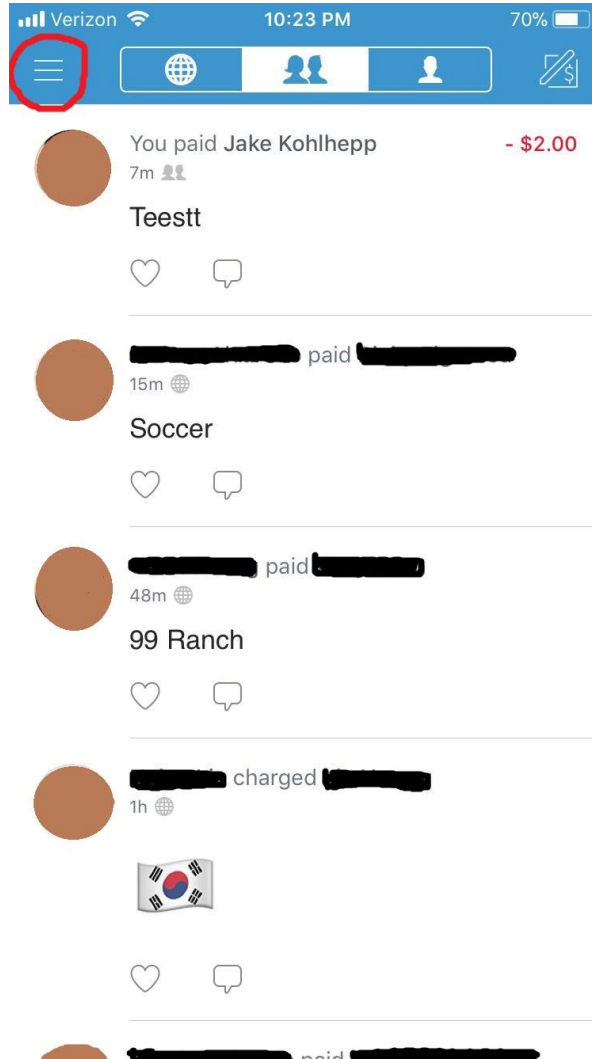 Verizon 10:23 PM 70%
You paid Jake Kohlhepp - $2.00
7m
Teestt
paid
15m
Soccer
paid
48m
99 Ranch
charged
1h
paid